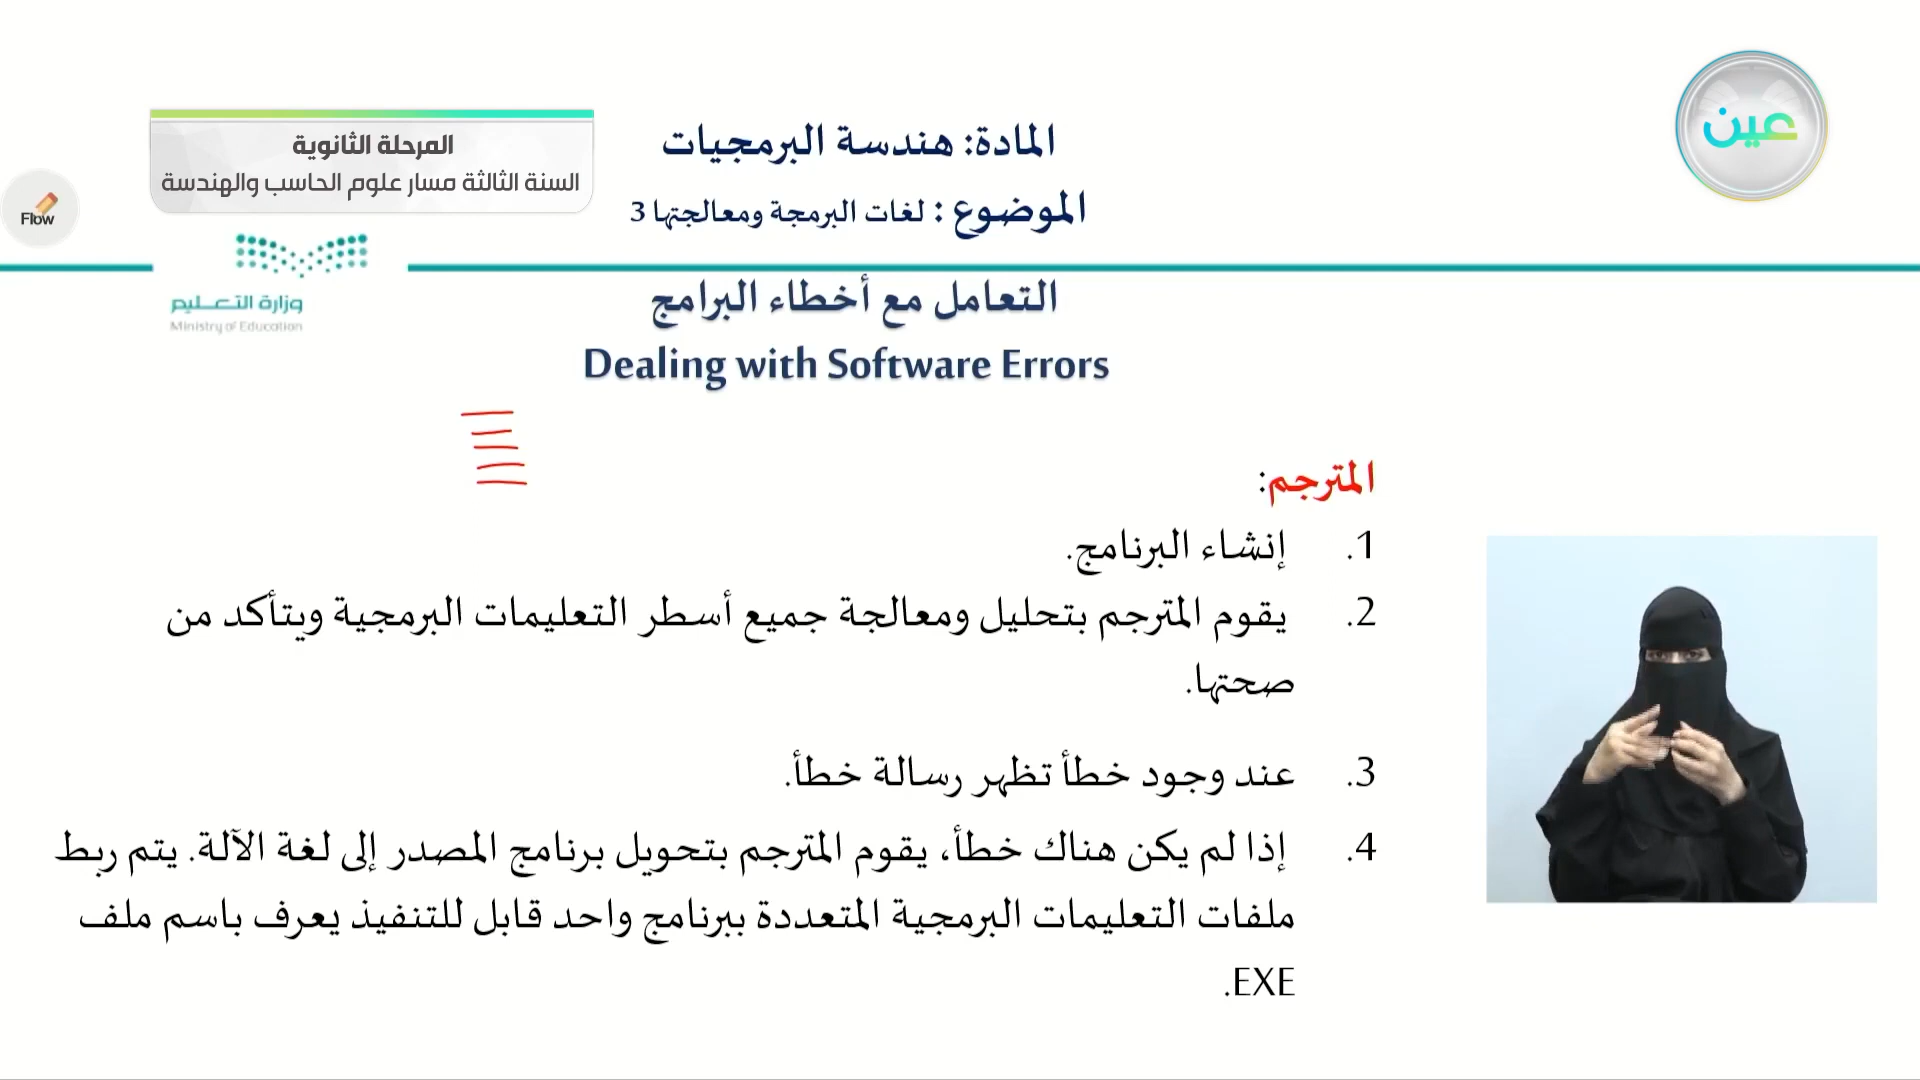 عين
المادة: هندسة البرمجيات
المرحلة الثانوية
السنة الثالثة مسار علوم الحاسب والهندسة
الموضوع : لغات البرمجة ومعالجتها 3
Flow
وزارة التعـــليم
Ministry of Education
التعامل مع أخطاء البرامج
Dealing with Software Errors
المترجم:
1. إنشاء البرنامج.
2. يقوم المترجم بتحليل ومعالجة جميع أسطر التعليمات البرمجية ويتأكد من
صحتها.
3. عند وجود خطأ تظهر رسالة خطأ.
4. إذا لم يكن هناك خطأ، يقوم المترجم بتحويل برنامج المصدر إلى لغة الآلة. يتم ربط
ملفات التعليمات البرمجية المتعددة ببرنامج واحد قابل للتنفيذ يعرف باسم ملف
EXE.